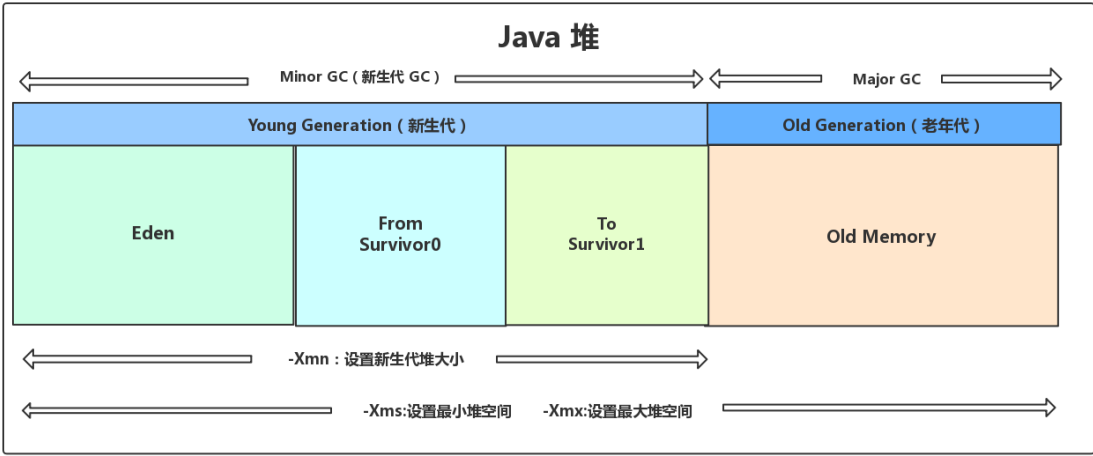 Java 堆
Minor GC（新生代 GC）
Major GC
Young Generation（新生代）
Old Generation（老年代）
Eden
From
Survivor0
To
Survivor1
Old Memory
-Xmn：设置新生代堆大小
-Xms:设置最小堆空间
-Xmx:设置最大堆空间